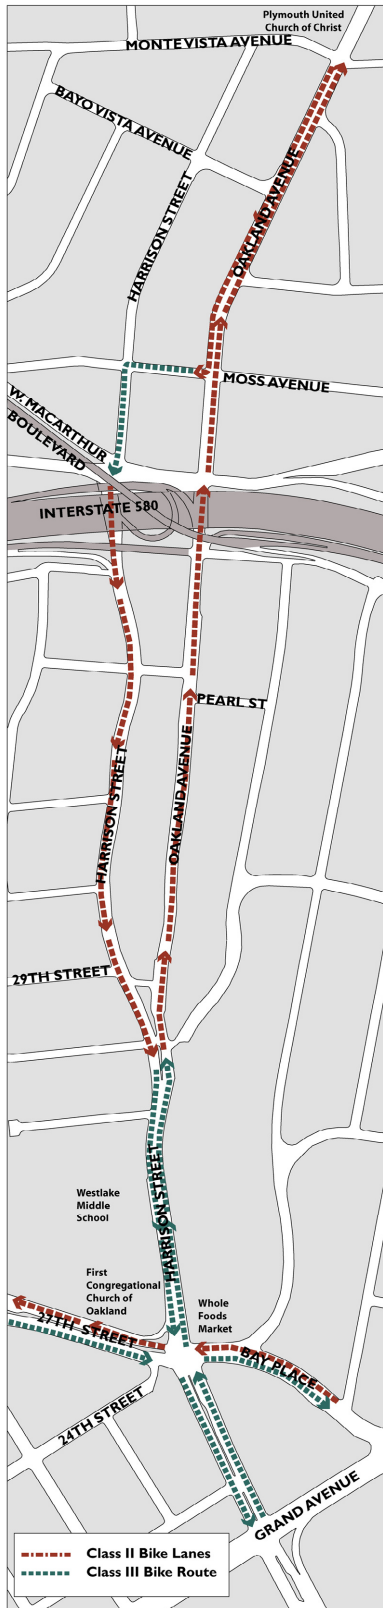 Plymouth United
Church of Christ
MONTE VISTA AVENUE
BAYO VISTA AVENUE
OAKLAND AVENUE
HARRISON STREET
MOSS AVENUE
W. MACARTHUR
BOULEVARD
INTERSTATE 580
PEARL ST
HARRISON STREET
OAKLAND AVENUE
29TH STREET
HARRISON STREET
Westlake
Middle
School
First
Congregational
Church of
Oakland
Whole
Foods
Market
27TH STREET
BAY PLACE
24TH STREET
GRAND AVENUE
Class II Bike Lanes
Class III Bike Route